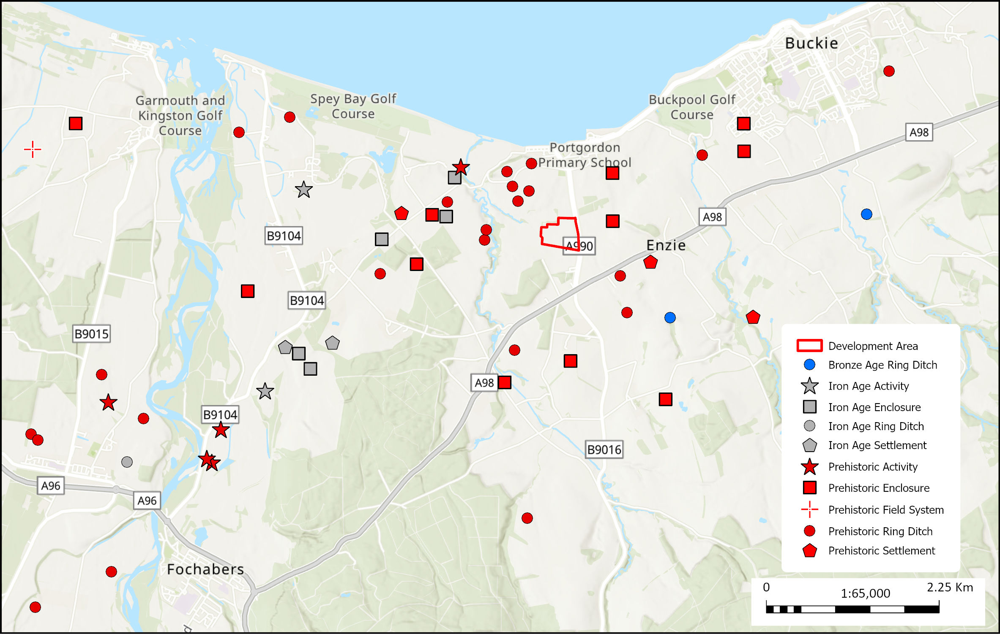 Buckie
Garmouth and
Kingston Golf
Course
Spey Bay Golf
Course
Buckpool Golf
Course
A98
Portgordon
Primary School
A98
B9104
A990
Enzie
B9104
B9015
A98
B9104
B9016
A96
A96
Fochabers
d
Development Area
Bronze Age Ring Ditch
Iron Age Activity
Iron Age Enclosure
Iron Age Ring Ditch
Iron Age Settlement
Prehistoric Activity
Prehistoric Enclosure
Prehistoric Field System
Prehistoric Ring Ditch
Prehistoric Settlement
0
2.25 Km
1:65,000